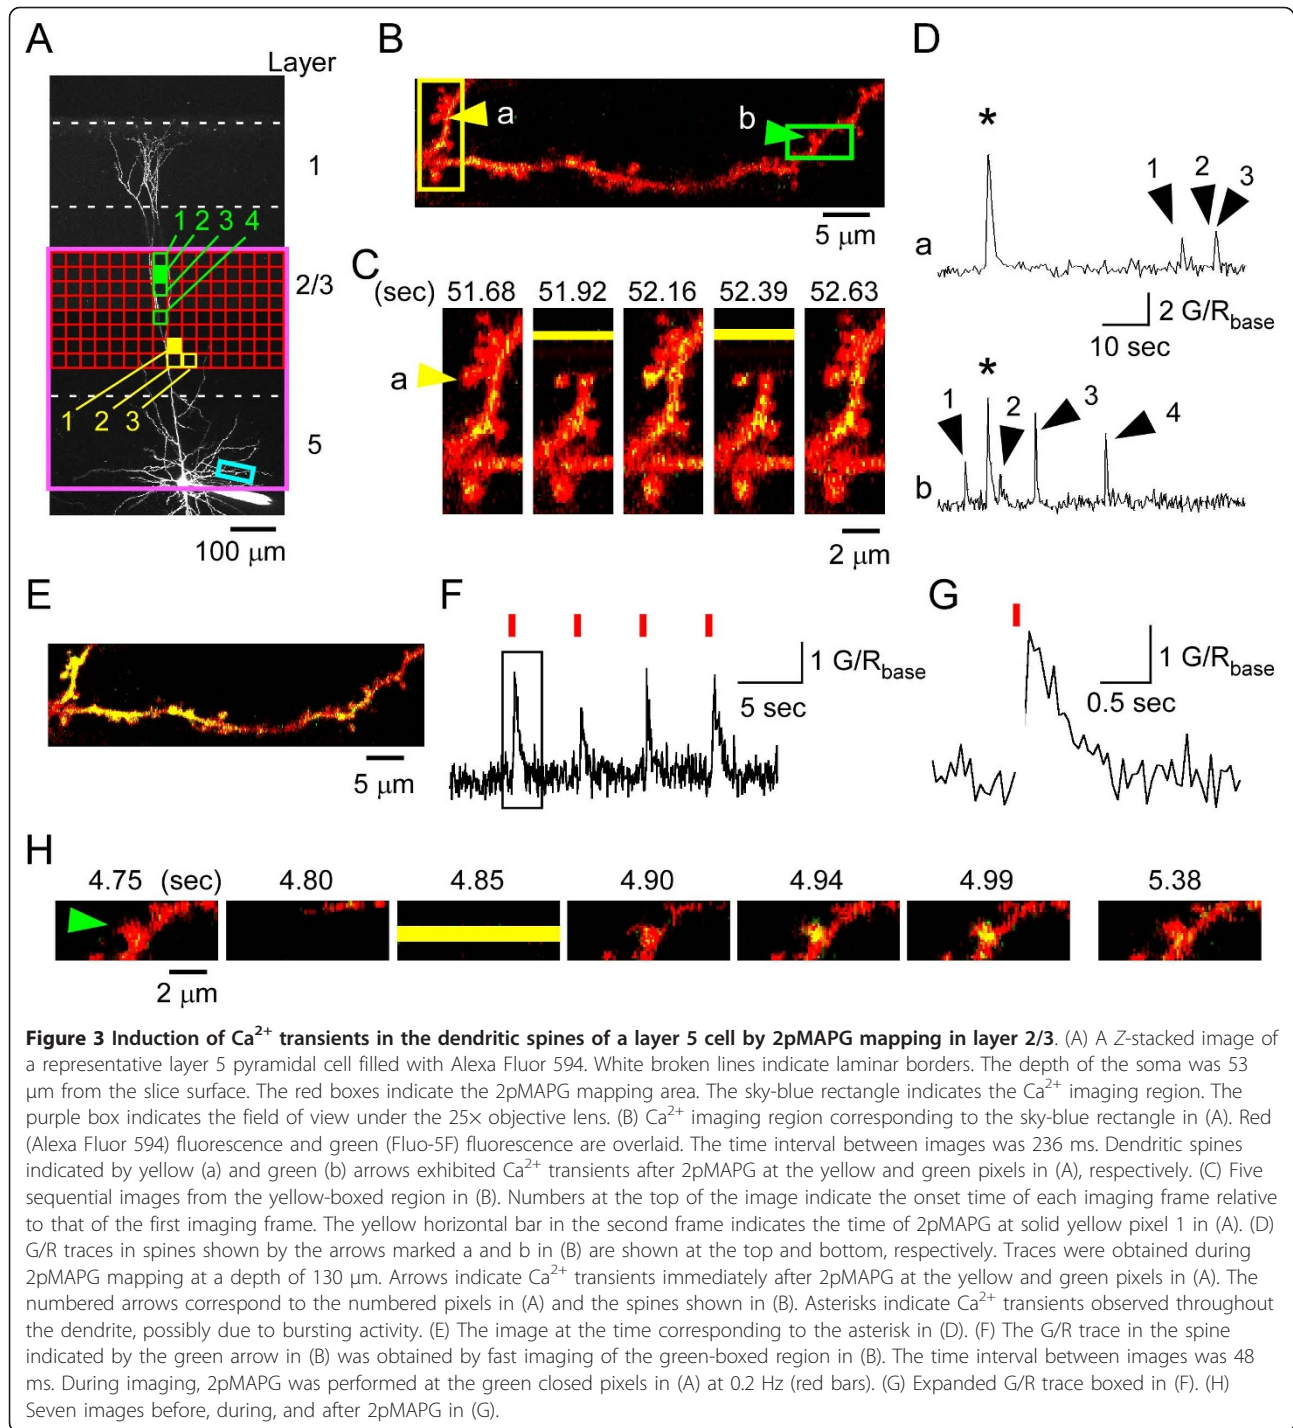 A
Layer
1
1 2 3 4
2/3
1 2 3
5
100 µm
B
a
b
5 µm
C
(sec) 51.68 51.92 52.16 52.39 52.63
a
2 µm
D
*
1 2 3
a
2 G/Rbase
10 sec
*
1 2 3 4
b
E
5 µm
F
1 G/Rbase
5 sec
G
1 G/Rbase
0.5 sec
H
4.75 (sec) 4.80 4.85 4.90 4.94 4.99 5.38
2 µm
Figure 3 Induction of Ca2+ transients in the dendritic spines of a layer 5 cell by 2pMAPG mapping in layer 2/3. (A) A Z-stacked image of
a representative layer 5 pyramidal cell filled with Alexa Fluor 594. White broken lines indicate laminar borders. The depth of the soma was 53
µm from the slice surface. The red boxes indicate the 2pMAPG mapping area. The sky-blue rectangle indicates the Ca2+ imaging region. The
purple box indicates the field of view under the 25× objective lens. (B) Ca2+ imaging region corresponding to the sky-blue rectangle in (A). Red
(Alexa Fluor 594) fluorescence and green (Fluo-5F) fluorescence are overlaid. The time interval between images was 236 ms. Dendritic spines
indicated by yellow (a) and green (b) arrows exhibited Ca2+ transients after 2pMAPG at the yellow and green pixels in (A), respectively. (C) Five
sequential images from the yellow-boxed region in (B). Numbers at the top of the image indicate the onset time of each imaging frame relative
to that of the first imaging frame. The yellow horizontal bar in the second frame indicates the time of 2pMAPG at solid yellow pixel 1 in (A). (D)
G/R traces in spines shown by the arrows marked a and b in (B) are shown at the top and bottom, respectively. Traces were obtained during
2pMAPG mapping at a depth of 130 µm. Arrows indicate Ca2+ transients immediately after 2pMAPG at the yellow and green pixels in (A). The
numbered arrows correspond to the numbered pixels in (A) and the spines shown in (B). Asterisks indicate Ca2+ transients observed throughout
the dendrite, possibly due to bursting activity. (E) The image at the time corresponding to the asterisk in (D). (F) The G/R trace in the spine
indicated by the green arrow in (B) was obtained by fast imaging of the green-boxed region in (B). The time interval between images was 48
ms. During imaging, 2pMAPG was performed at the green closed pixels in (A) at 0.2 Hz (red bars). (G) Expanded G/R trace boxed in (F). (H)
Seven images before, during, and after 2pMAPG in (G).